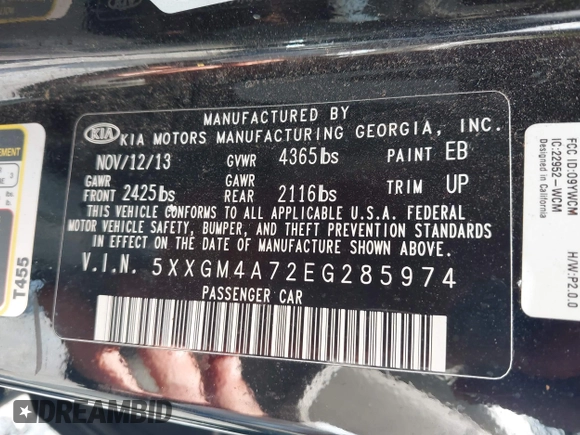 MANUFACTURED BY
KIA KIA MOTORS MANUFACTURING GEORGIA, INC.
NOV/12/13 GVWR 4365lbs PAINT EB
GAWR FRONT 2425lbs GAWR REAR 2116lbs TRIM UP
THIS VEHICLE CONFORMS TO ALL APPLICABLE U.S.A. FEDERAL
MOTOR VEHICLE SAFETY, BUMPER, AND THEFT PREVENTION STANDARDS
IN EFFECT ON THE DATE OF MANUFACTURE SHOWN ABOVE.
V.I.N. 5XXGM4A72EG285974
PASSENGER CAR
T455
FCC ID:O9YWCM
IC:22952-WCM
Designed in California
H/W:P2.0.0
DREAMBID